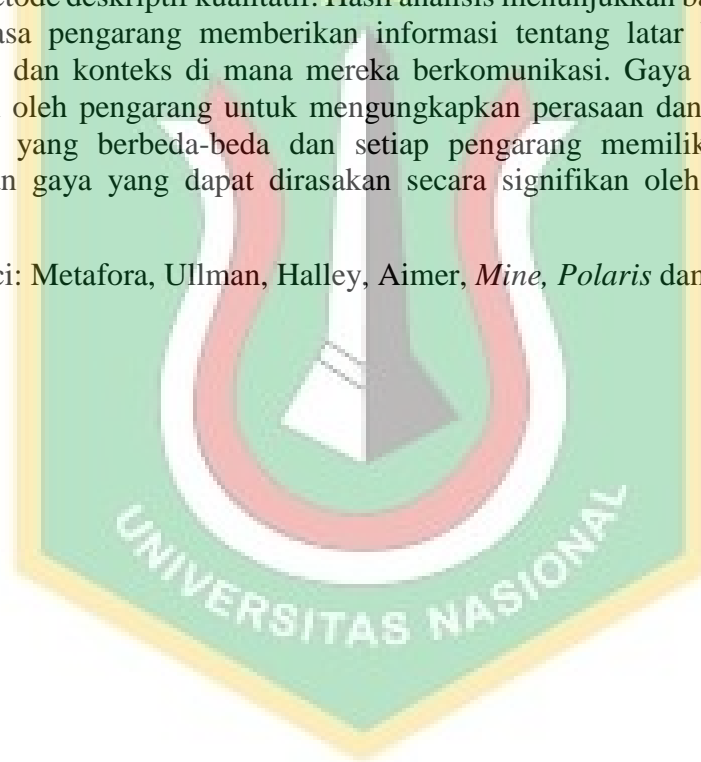 etode deskriptif kualitatif. Hasil analisis menunjukkan ba
asa pengarang memberikan informasi tentang latar
dan konteks di mana mereka berkomunikasi. Gaya
oleh pengarang untuk mengungkapkan perasaan dan
yang berbeda-beda dan setiap pengarang memilik
an gaya yang dapat dirasakan secara signifikan oleh
ci: Metafora, Ullman, Halley, Aimer, Mine, Polaris dan
UNIVERSITAS NASIONAL